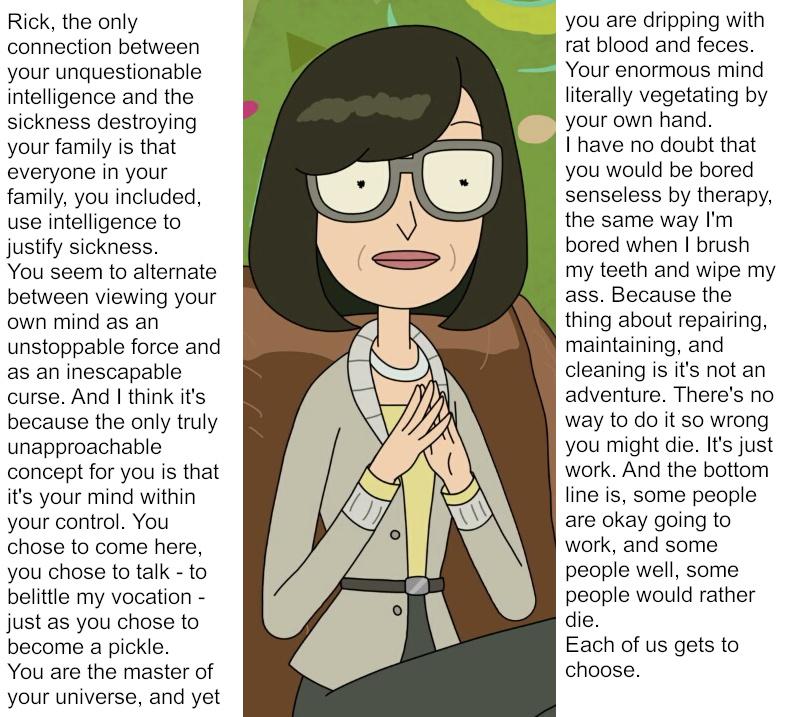 Rick, the only
connection between
your unquestionable
intelligence and the
sickness destroying
your family is that
everyone in your
family, you included,
use intelligence to
justify sickness.
You seem to alternate
between viewing your
own mind as an
unstoppable force and
as an inescapable
curse. And I think it's
because the only truly
unapproachable
concept for you is that
it's your mind within
your control. You
chose to come here,
you chose to talk - to
belittle my vocation -
just as you chose to
become a pickle.
You are the master of
your universe, and yet
you are dripping with
rat blood and feces.
Your enormous mind
literally vegetating by
your own hand.
I have no doubt that
you would be bored
senseless by therapy,
the same way I'm
bored when I brush
my teeth and wipe my
ass. Because the
thing about repairing,
maintaining, and
cleaning is it's not an
adventure. There's no
way to do it so wrong
you might die. It's just
work. And the bottom
line is, some people
are okay going to
work, and some
people well, some
people would rather
die.
Each of us gets to
choose.